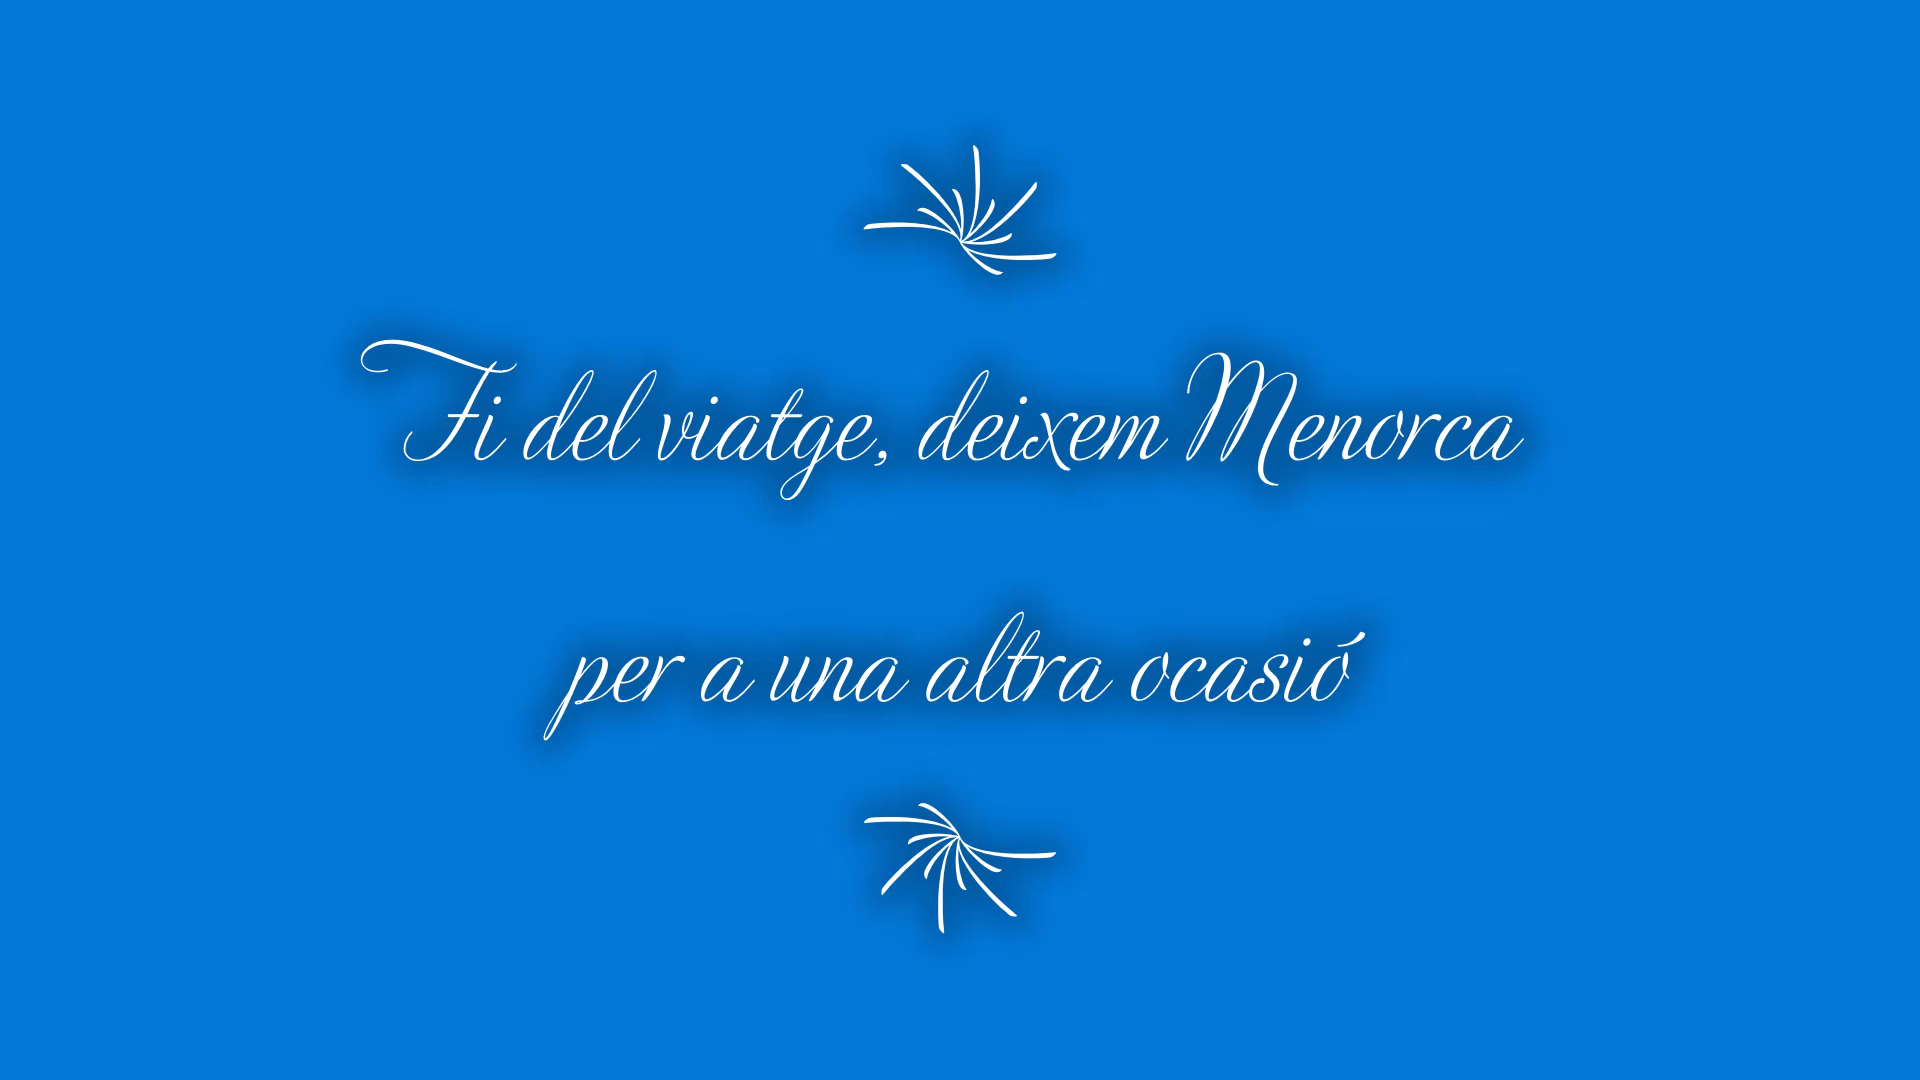 Fi del viatge, deixem Menorca
per a una altra ocasió